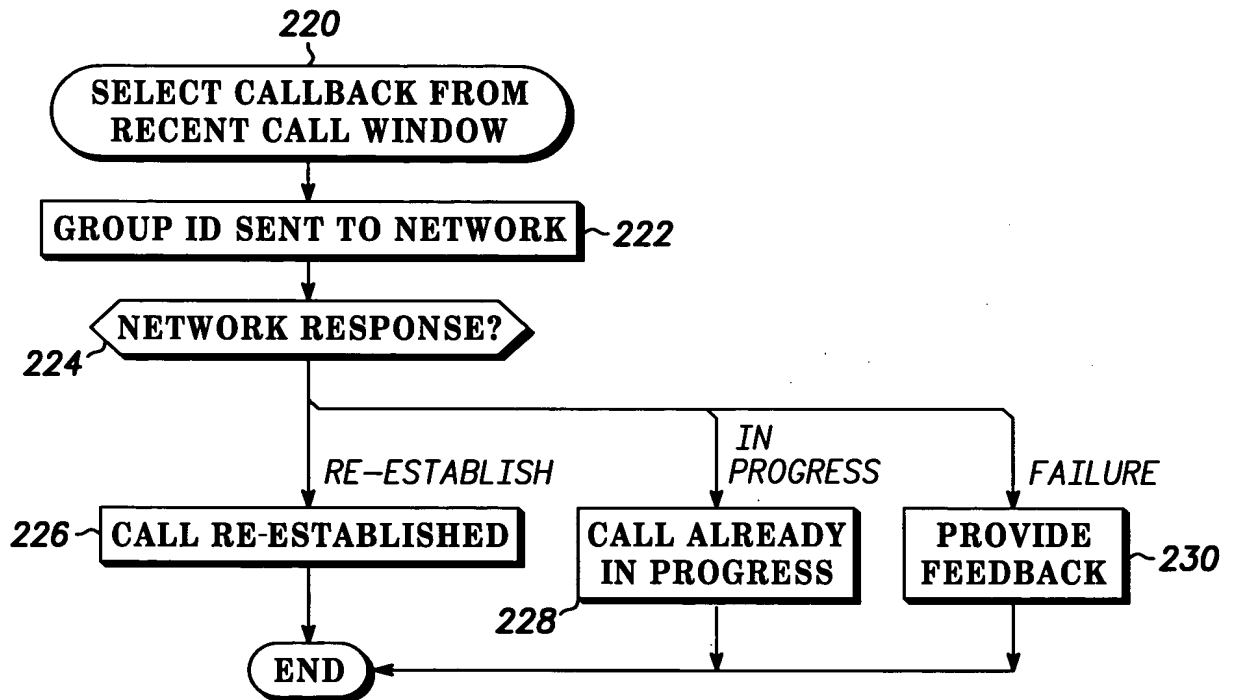 220
SELECT CALLBACK FROM
RECENT CALL WINDOW
GROUP ID SENT TO NETWORK
222
NETWORK RESPONSE?
224
RE-ESTABLISH
IN
PROGRESS
FAILURE
226
CALL RE-ESTABLISHED
CALL ALREADY
IN PROGRESS
228
PROVIDE
FEEDBACK
230
END